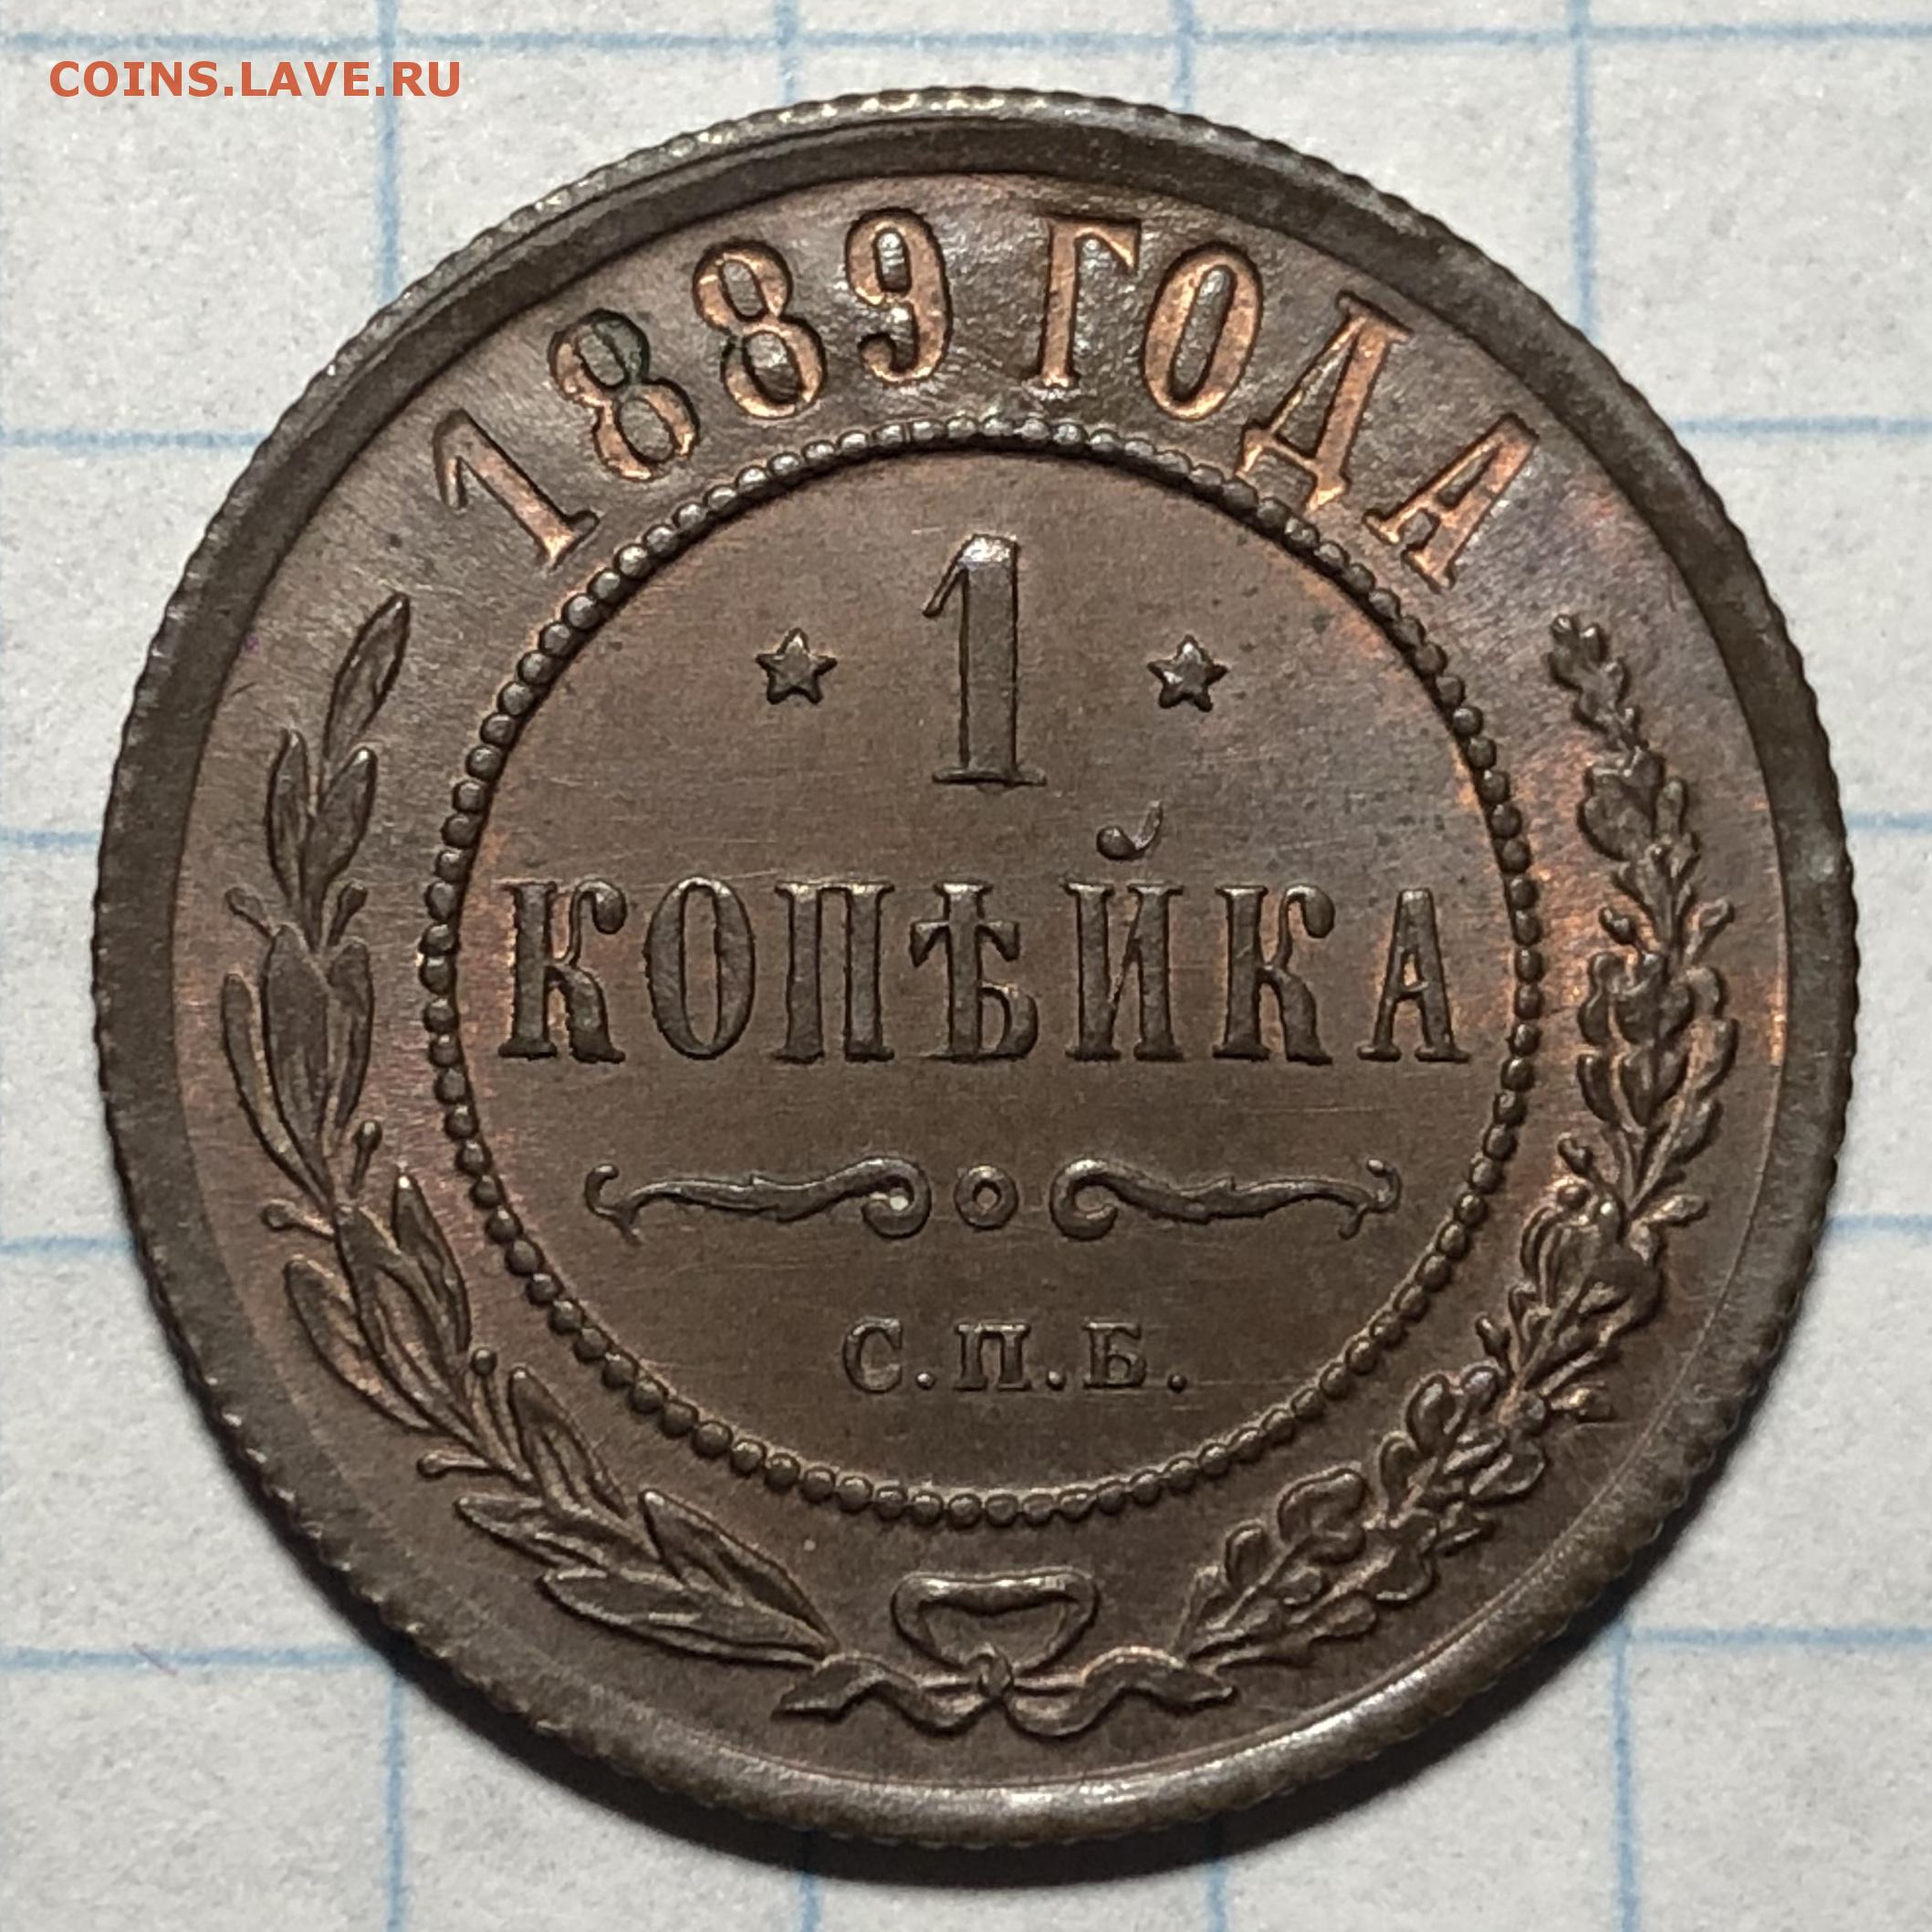 COINS.LAVE.RU
1889 ГОДА
1
КОПѢЙКА
С.П.Б.